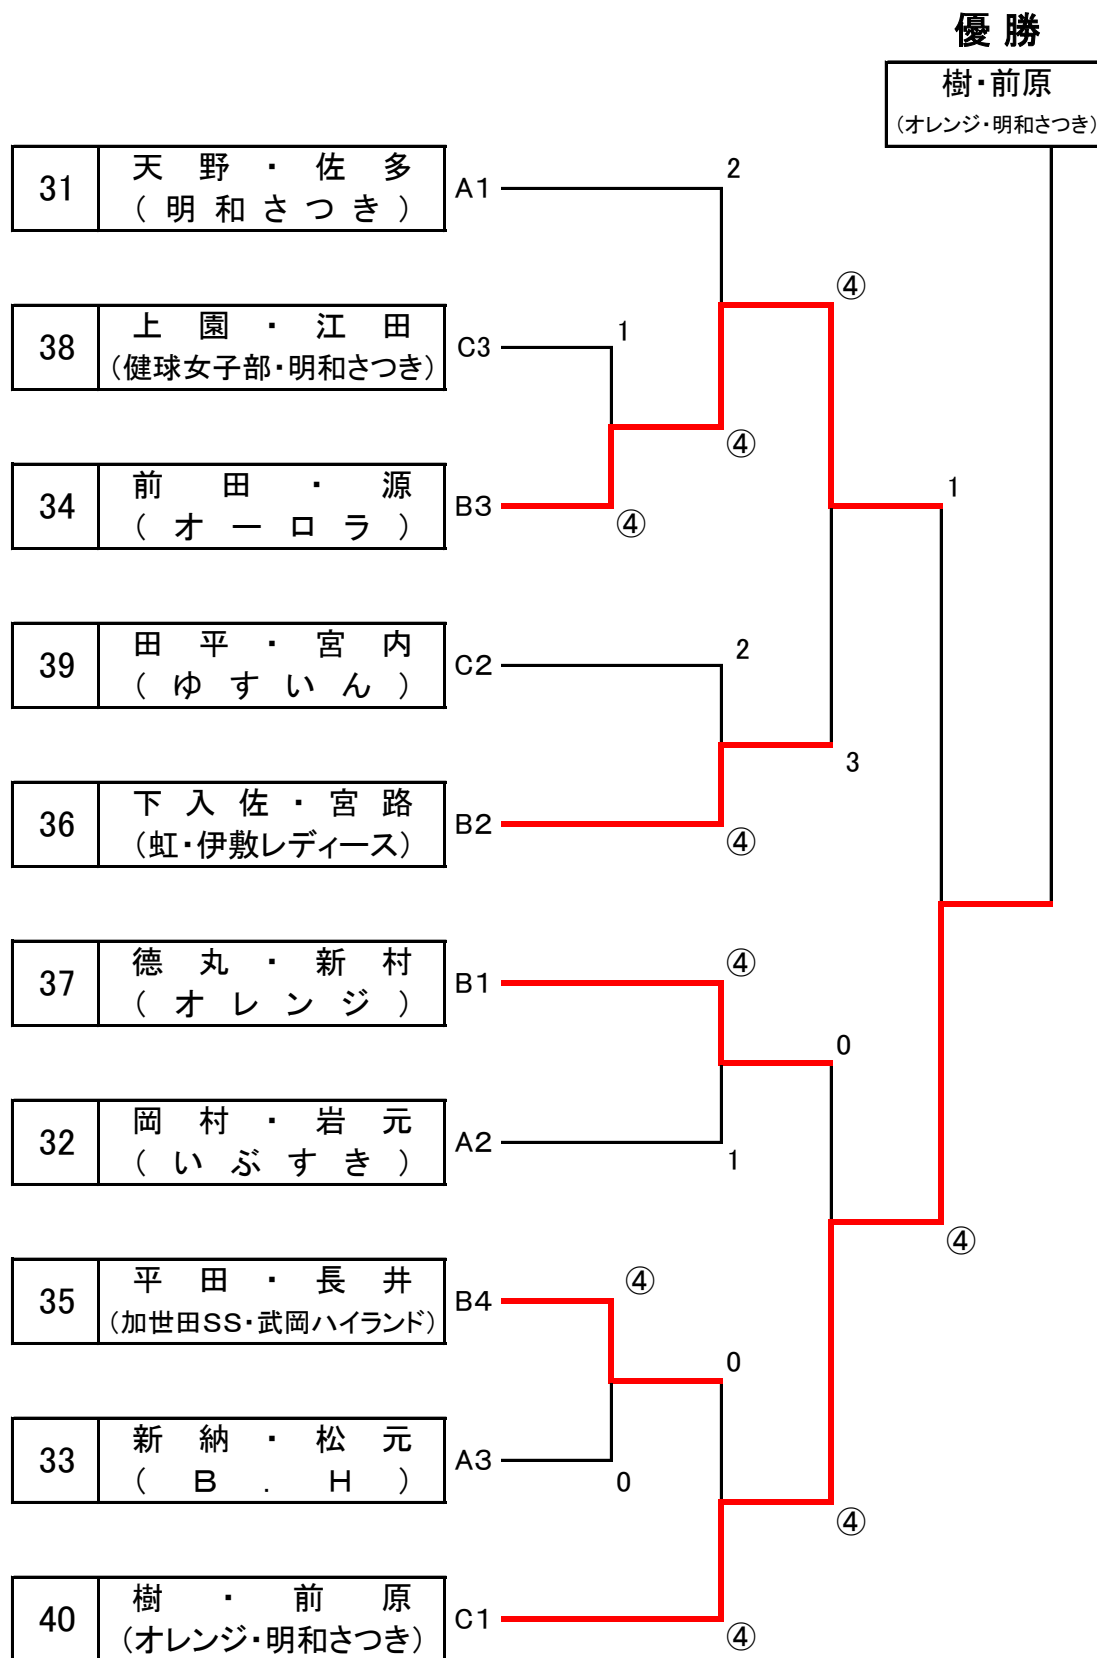 優勝
樹・前原
(オレンジ・明和さつき)
31
天野・佐多
(明和さつき)
A1
2
④
38
上園・江田
(健球女子部・明和さつき)
C3
1
④
34
前田・源
(オーロラ)
B3
④
1
39
田平・宮内
(ゆすいん)
C2
2
3
36
下入佐・宮路
(虹・伊敷レディース)
B2
④
37
德丸・新村
(オレンジ)
B1
④
0
32
岡村・岩元
(いぶすき)
A2
1
④
35
平田・長井
(加世田SS・武岡ハイランド)
B4
④
0
33
新納・松元
(B.H)
A3
0
④
40
樹・前原
(オレンジ・明和さつき)
C1
④